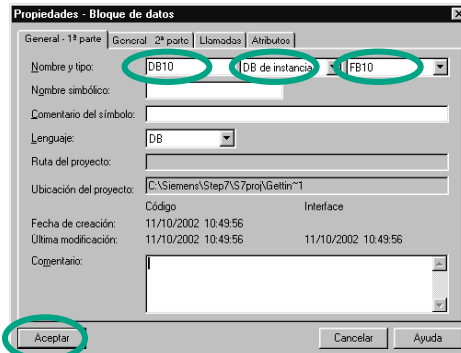 Propiedades - Bloque de datos
General - 1ª parte General - 2ª parte Llamadas Atributos
Nombre y tipo: DB10 DB de instancia FB10
Nombre simbólico:
Comentario del símbolo:
Lenguaje: DB
Ruta del proyecto:
Ubicación del proyecto: C:\Siemens\Step7\S7proj\Gettin~1
Código Interface
Fecha de creación: 11/10/2002 10:49:56
Última modificación: 11/10/2002 10:49:56 11/10/2002 10:49:56
Comentario:
Aceptar Cancelar Ayuda